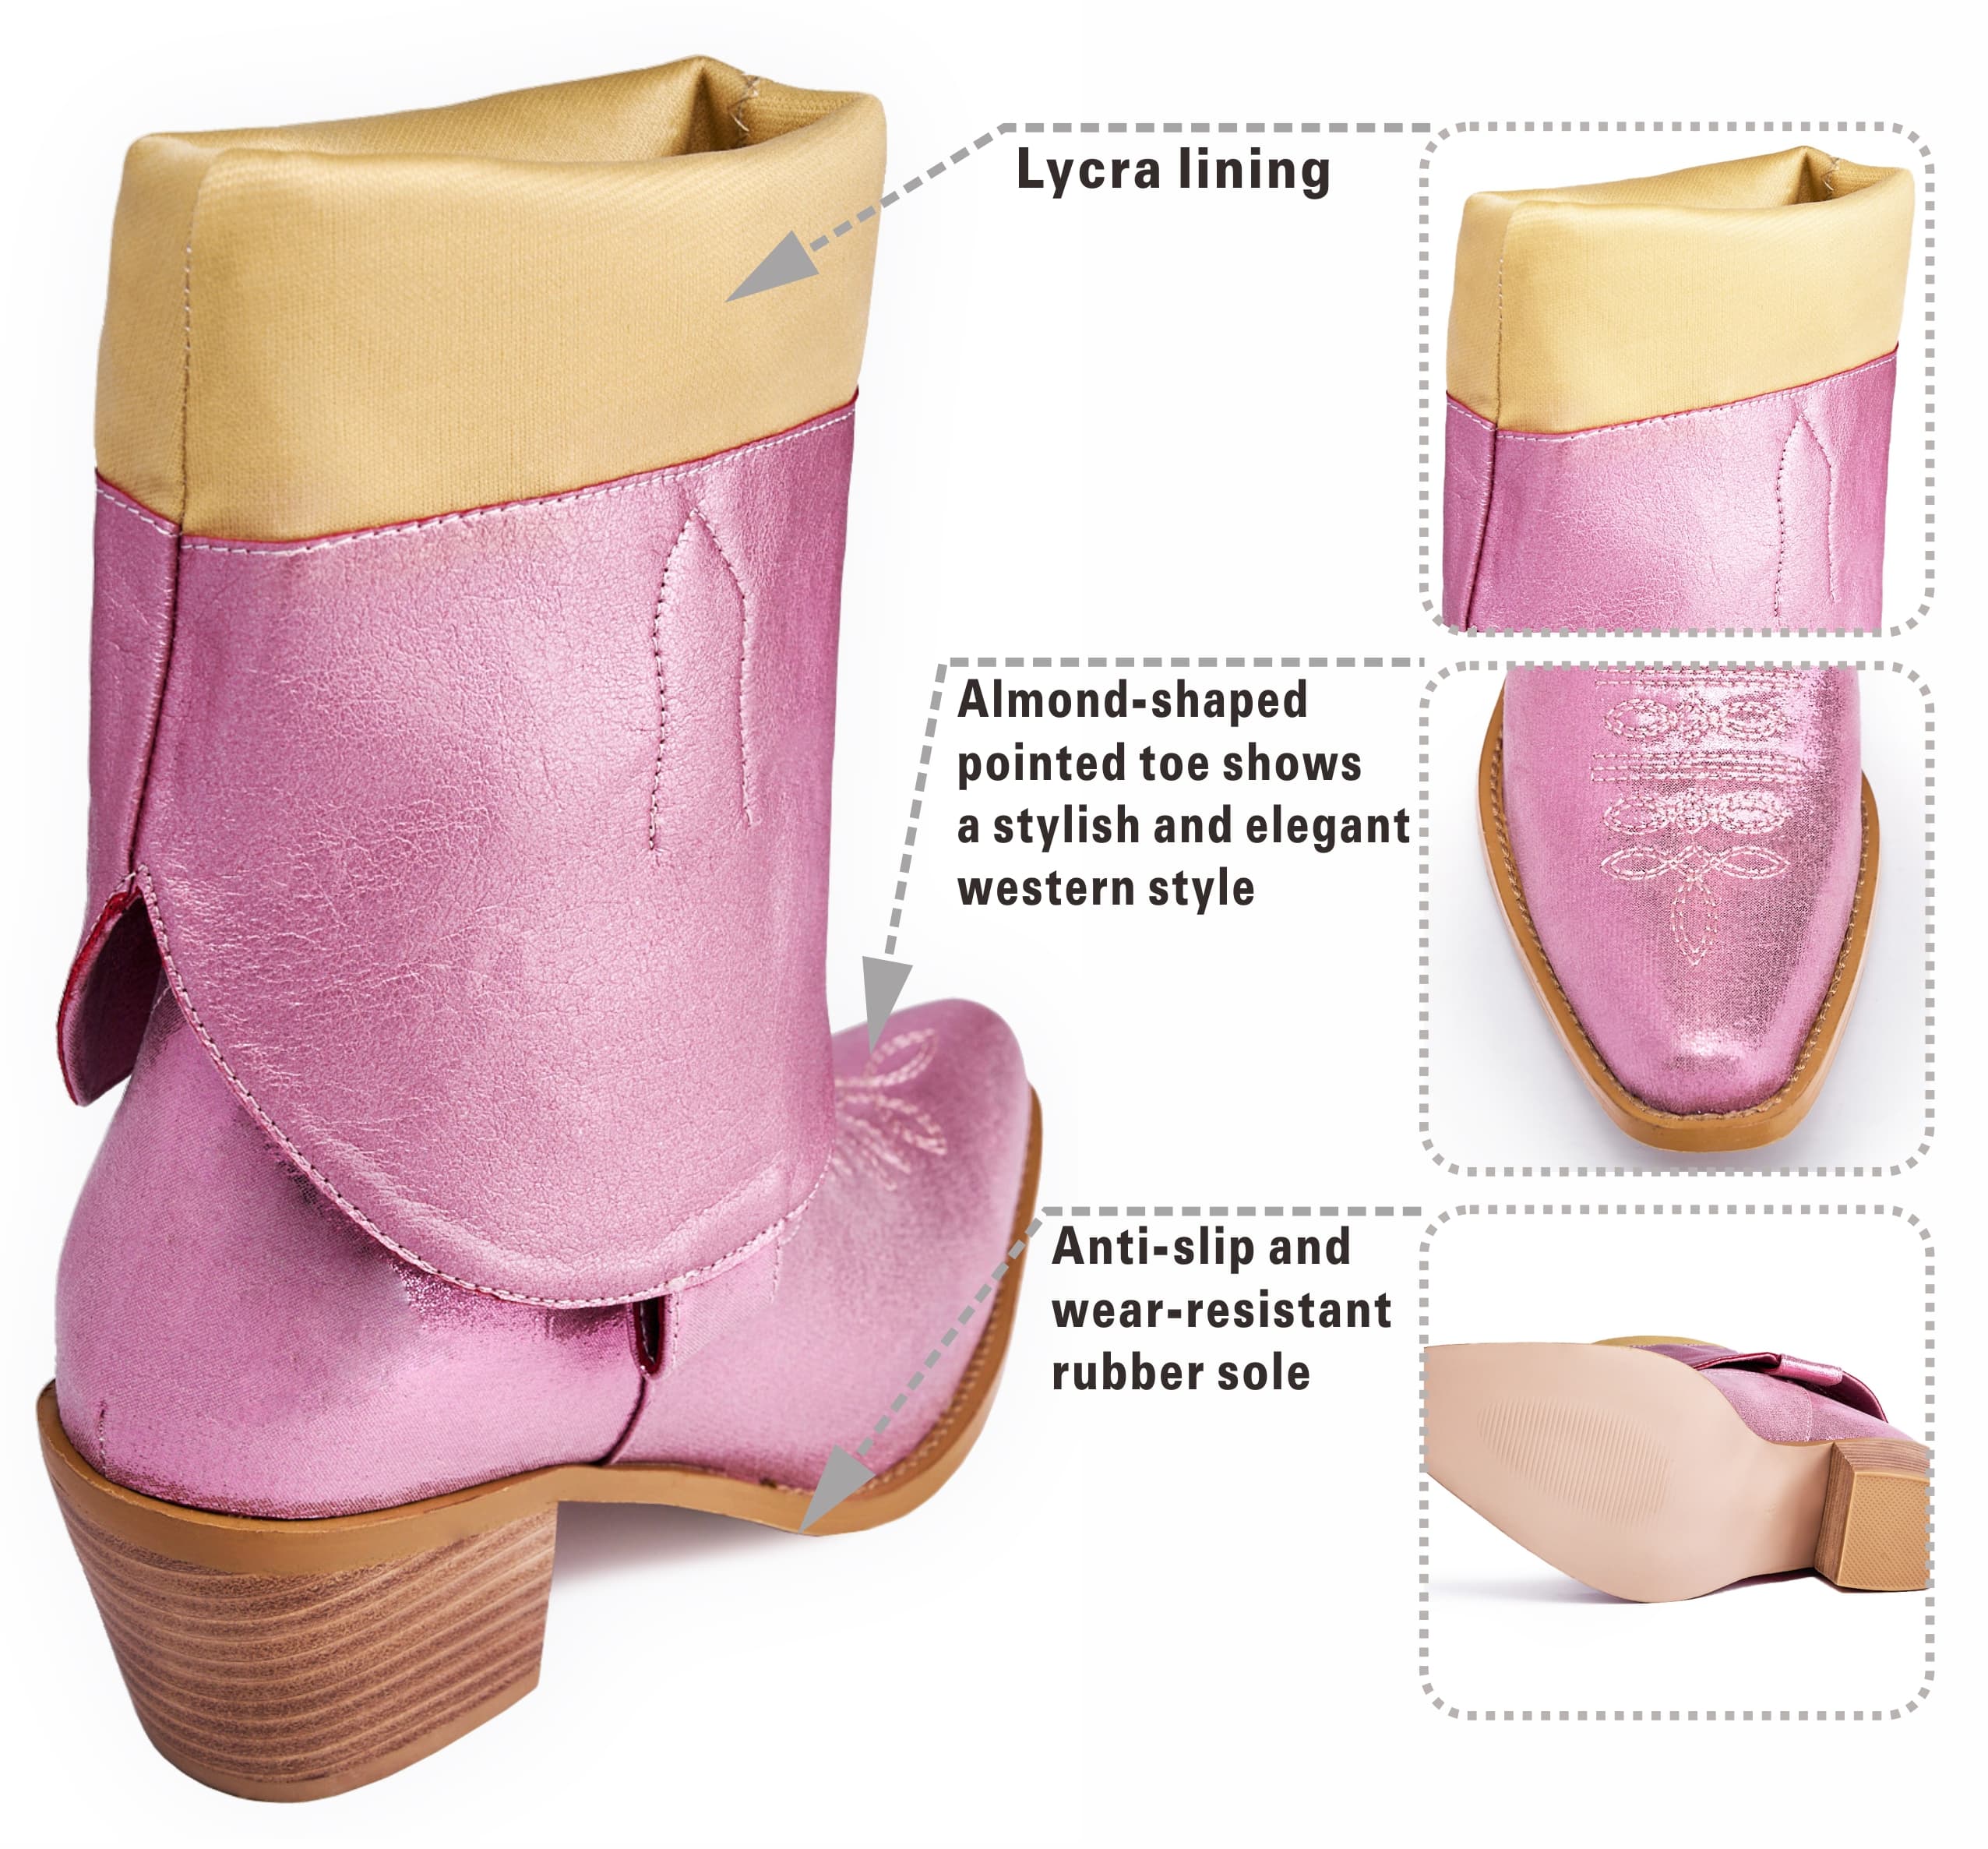 Lycra lining
Almond-shaped
pointed toe shows
a stylish and elegant
western style
Anti-slip and
wear-resistant
rubber sole